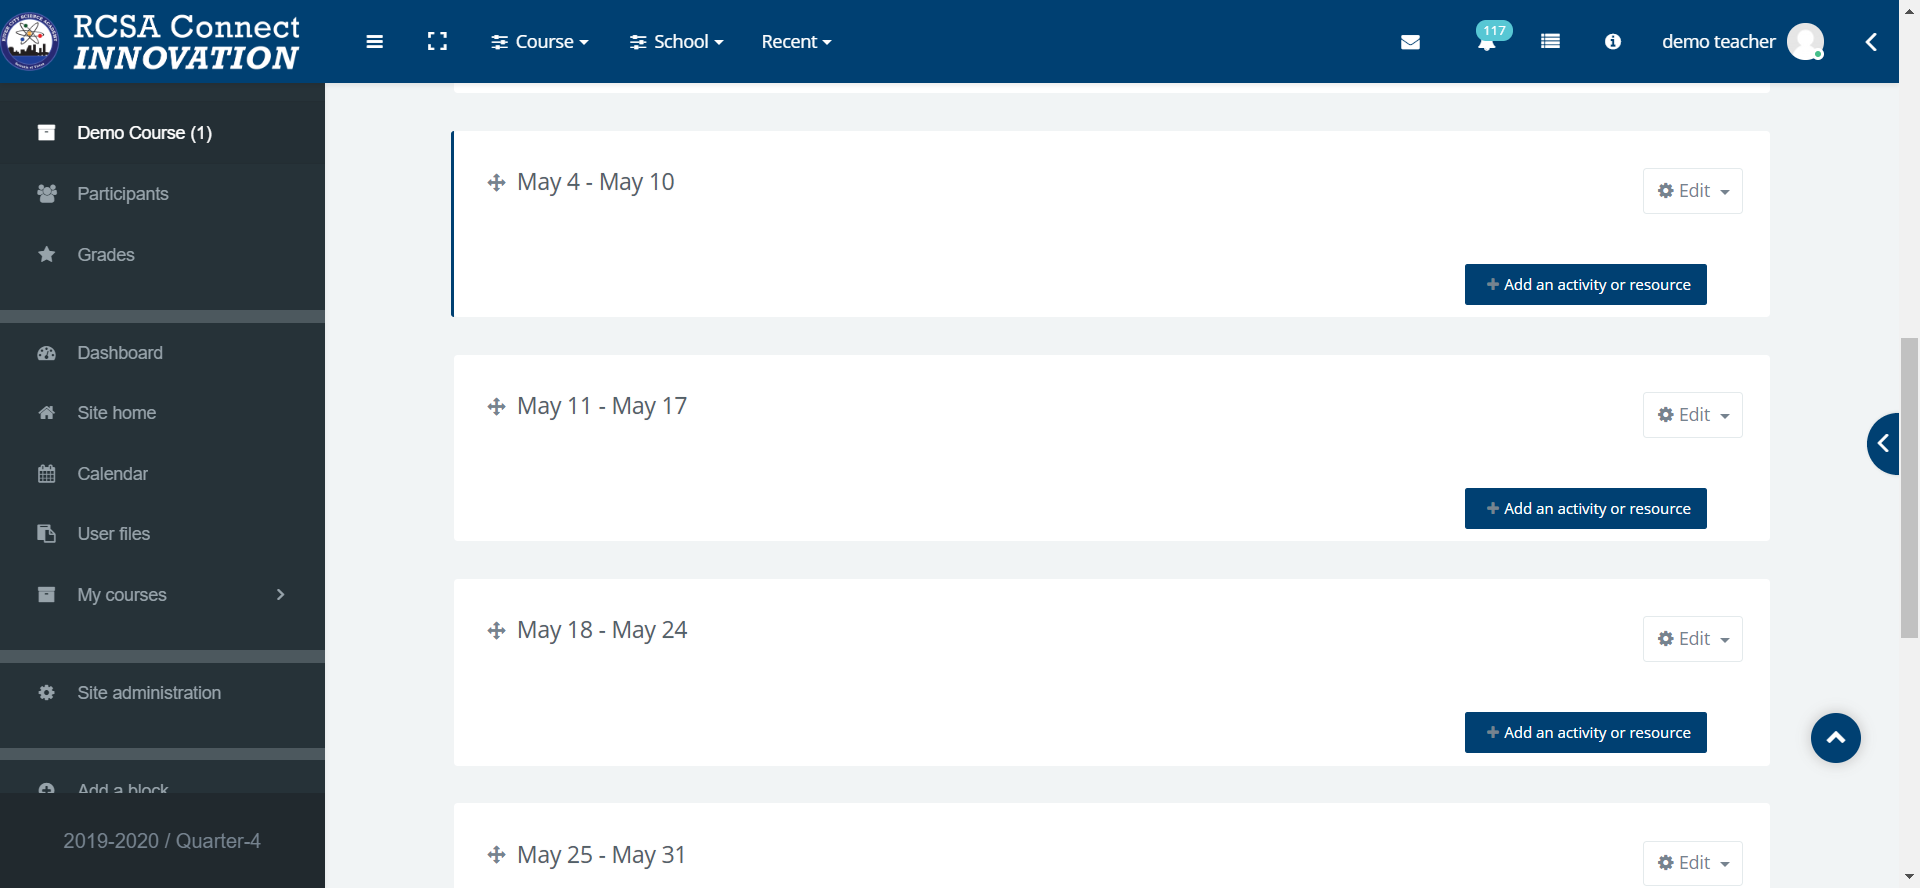 RCSA Connect
INNOVATION
Course
School
Recent
117
demo teacher
Demo Course (1)
Participants
Grades
Dashboard
Site home
Calendar
User files
My courses
Site administration
Add a block
2019-2020 / Quarter-4
May 4 - May 10
Edit
Add an activity or resource
May 11 - May 17
Edit
Add an activity or resource
May 18 - May 24
Edit
Add an activity or resource
May 25 - May 31
Edit